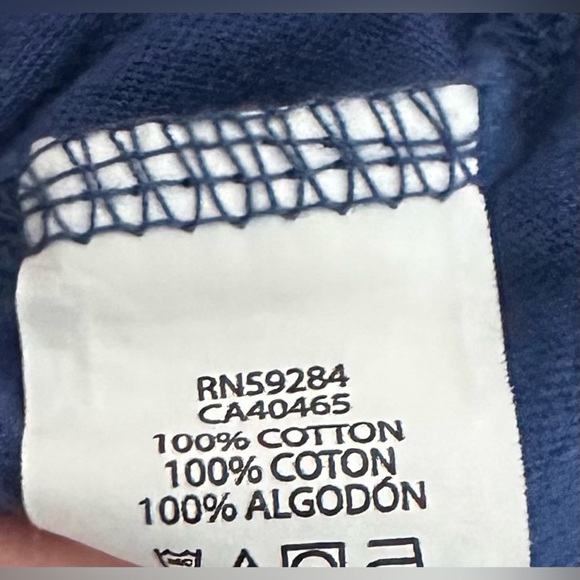 RN59284
CA40465
100% COTTON
100% COTON
100% ALGODÓN